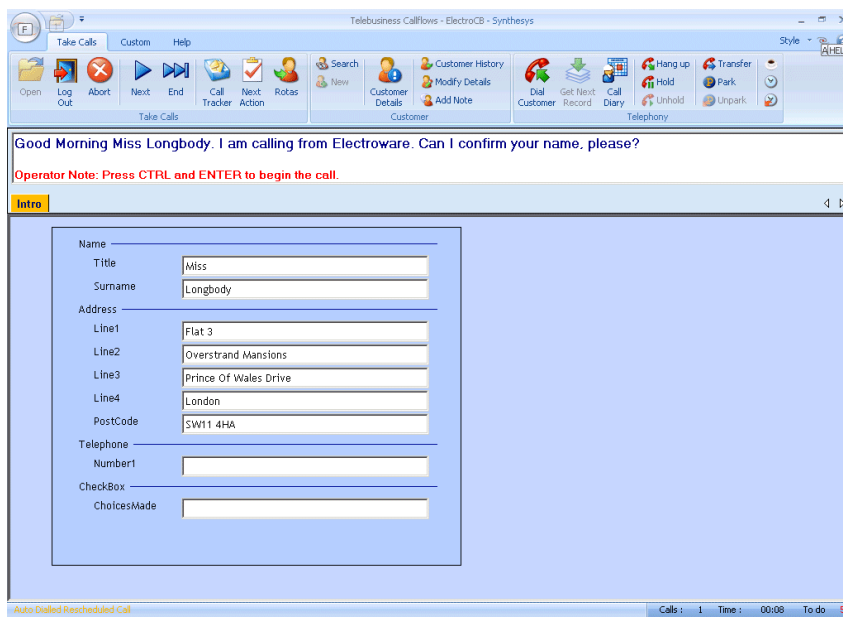 Telebusiness Callflows - ElectroCB - Synthesys
F
Take Calls Custom Help Style
AHEL
Open Log Out Abort Next End Call Tracker Next Action Rotas
Search
New
Customer Details
Customer History
Modify Details
Add Note
Dial Customer Get Next Record Call Diary
Hang up Transfer
Hold Park
Unhold Unpark
Take Calls Customer Telephony
Good Morning Miss Longbody. I am calling from Electroware. Can I confirm your name, please?
Operator Note: Press CTRL and ENTER to begin the call.
Intro
Name
Title Miss
Surname Longbody
Address
Line1 Flat 3
Line2 Overstrand Mansions
Line3 Prince Of Wales Drive
Line4 London
PostCode SW11 4HA
Telephone
Number1
CheckBox
ChoicesMade
Auto Dialled Rescheduled Call Calls : 1 Time : 00:08 To do